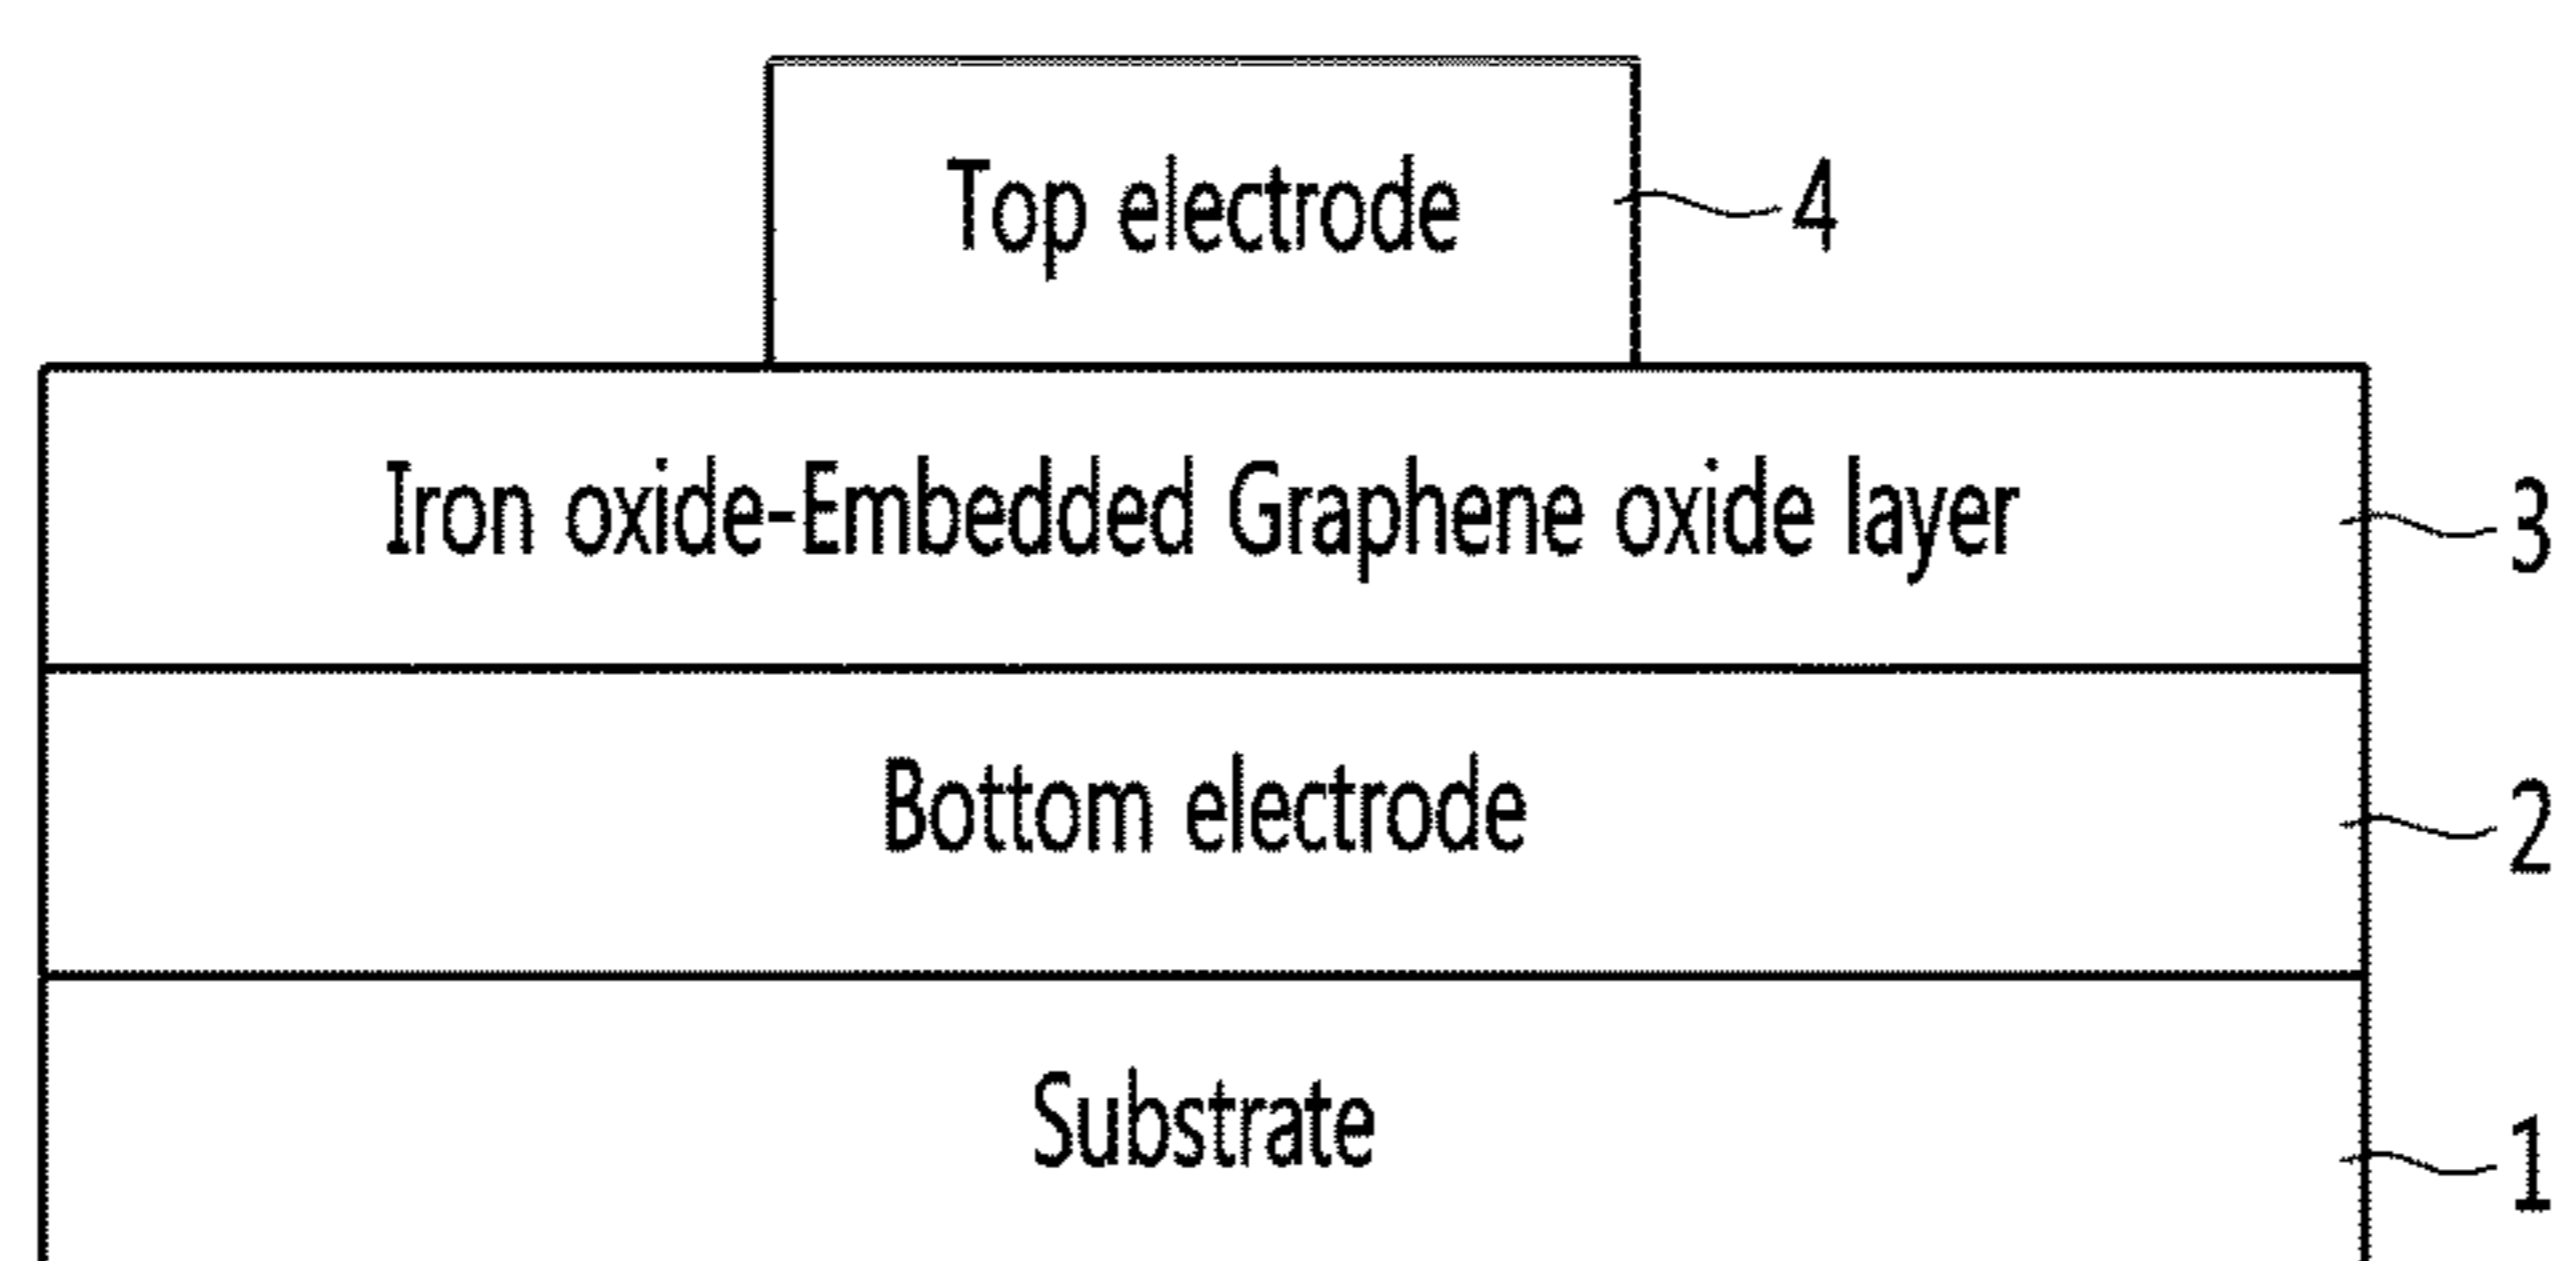 Top electrode 4
Iron oxide-Embedded Graphene oxide layer 3
Bottom electrode 2
Substrate 1